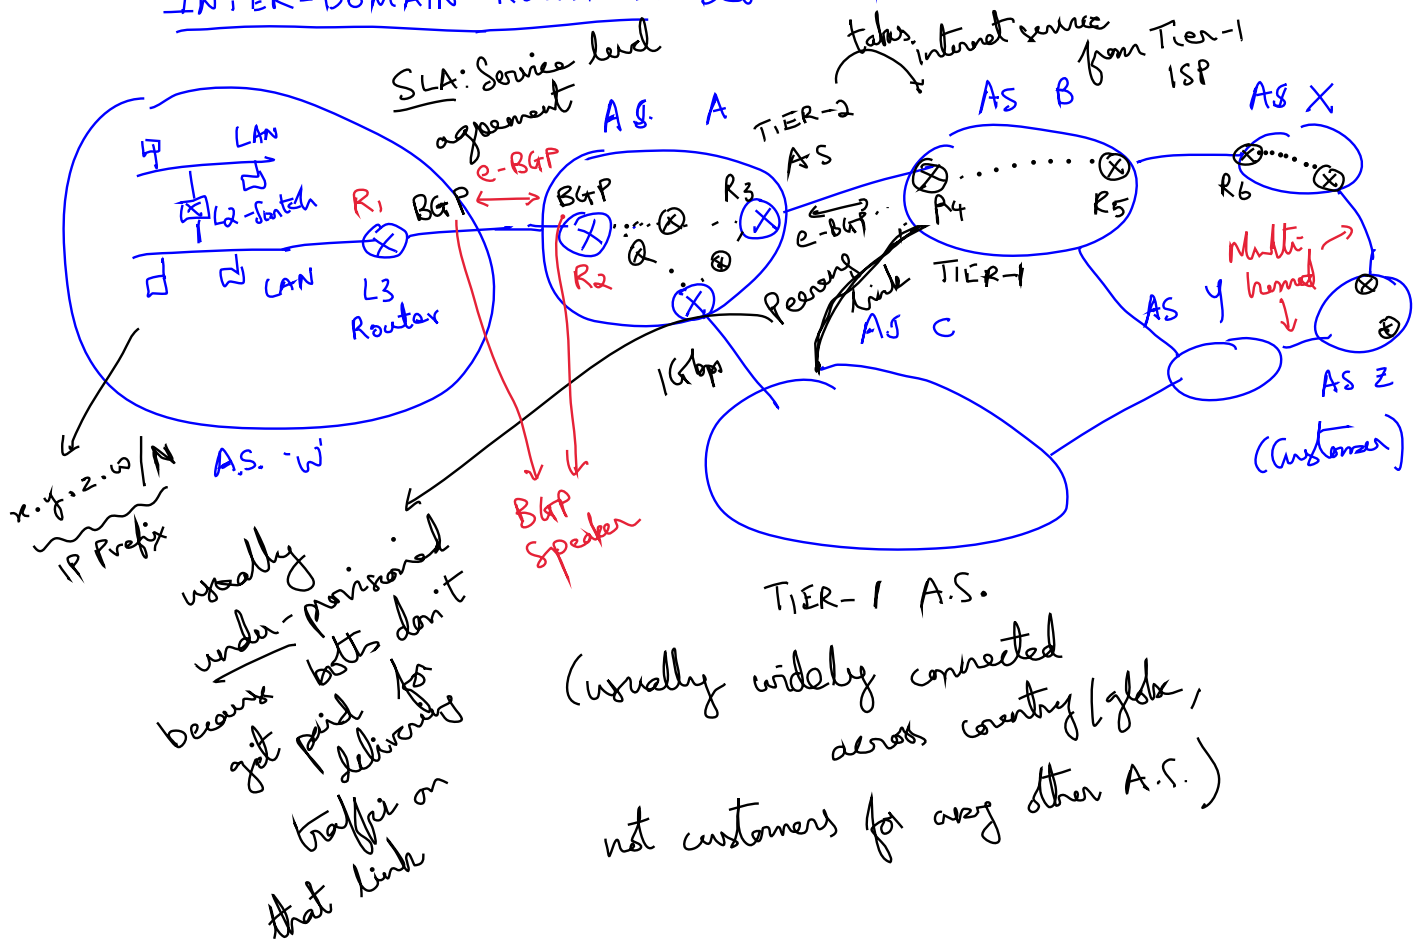 INTER-DOMAIN
SLA: Service level
agreement
takes internet service
from Tier-1
ISP
A.S. A
TIER-2
AS
AS B
AS X
LAN
L2-Switch
LAN
R1
BGP
e-BGP
BGP
R2
R3
e-BGP
R4
R5
R6
L3
Router
Peering
link
TIER-1
AS C
AS Y
Multi
homed
AS Z
(Customer)
1Gbps
A.S. W
x.y.z.w/N
IP Prefix
BGP
Speaker
usually
under-provisioned
because both don't
get paid for
delivering
traffic on
that link
TIER-1 A.S.
(usually widely connected
across country/globe,
not customers for any other A.S.)